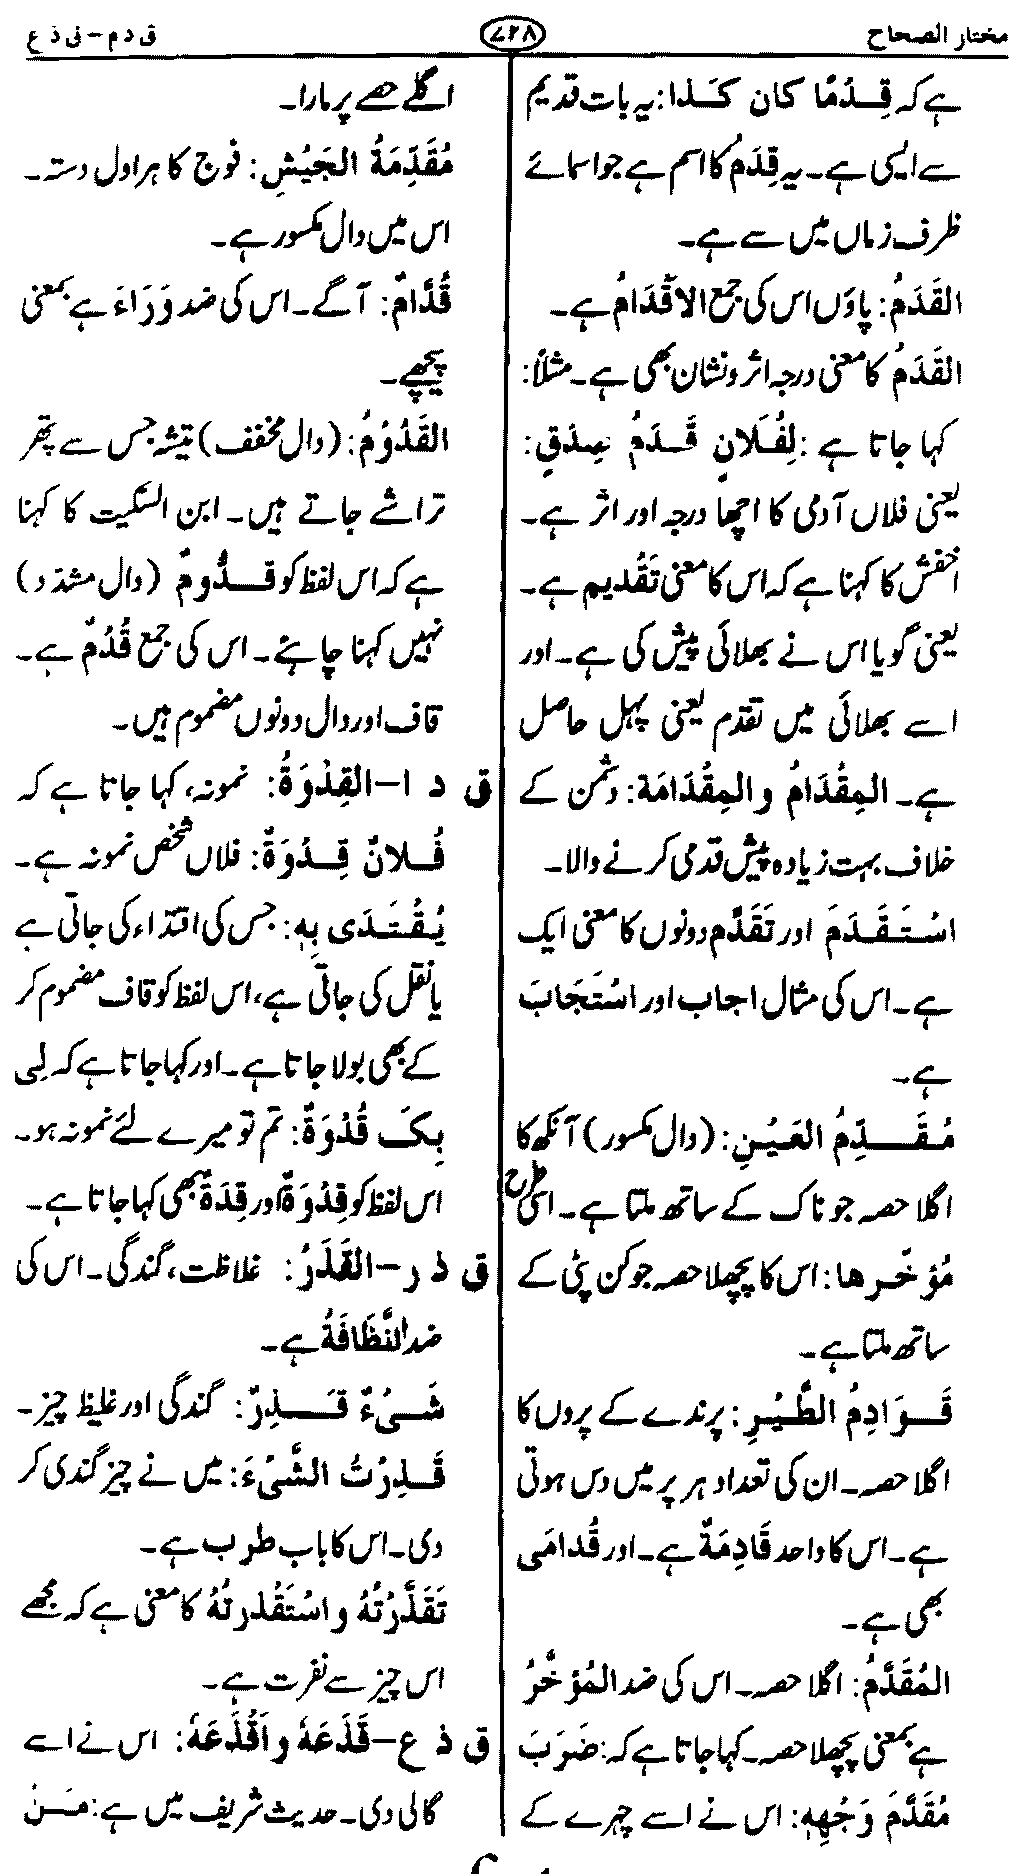 مختار الصحاح
۷۲۸
ق د م – ق ذ ع
ہے کہ قِدْمًا کان کَذا: یہ بات قدیم
سے ایسی ہے۔ یہ قِدَمُ کا اسم ہے جو اسمائے
ظرف زماں میں سے ہے۔
القَدَمُ: پاؤں اس کی جمع الاقْدَامُ ہے۔
القَدَمُ کا معنی درجہ اثر و نشان بھی ہے۔ مثلاً:
کہا جاتا ہے: لِفُلَانٍ قَدَمُ صِدْقٍ:
یعنی فلاں آدمی کا اچھا درجہ اور اثر ہے۔
اخفش کا کہنا ہے کہ اس کا معنی تَقْدیم ہے۔
یعنی گویا اس نے بھلائی پیش کی ہے۔ اور
اسے بھلائی میں تقدم یعنی پہل حاصل
ہے۔ المِقْدَامُ والمِقْدَامَة: دشمن کے
خلاف بہت زیادہ پیش قدمی کرنے والا۔
اسْتَقْدَمَ اور تَقَدَّم دونوں کا معنی ایک
ہے۔ اس کی مثال اجاب اور اسْتَجَابَ
ہے۔
مُقَدِّمُ العَیْنِ: (دال مکسور) آنکھ کا
اگلا حصہ جو ناک کے ساتھ ملتا ہے۔ اسی طرح
مُؤخّرھا: اس کا پچھلا حصہ جو کن پٹی کے
ساتھ ملتا ہے۔
قَوَادِمُ الطَّیْرِ: پرندے کے پروں کا
اگلا حصہ۔ ان کی تعداد ہر پر میں دس ہوتی
ہے۔ اس کا واحد قَادِمَةٌ ہے۔ اور قُدامَی
بھی ہے۔
المُقَدَّمُ: اگلا حصہ۔ اس کی ضد المُؤخَّرُ
ہے بمعنی پچھلا حصہ۔ کہا جاتا ہے کہ: ضَرَبَ
مُقَدَّمَ وَجْهِهٖ: اس نے اسے چہرے کے
اگلے حصے پر مارا۔
مُقَدِّمَةُ الجَیْشِ: فوج کا ہراول دستہ۔
اس میں دال مکسور ہے۔
قُدَّامٌ: آگے۔ اس کی ضد وَرَاءَ ہے بمعنی
پیچھے۔
القَدُوْمُ: (دال مخفف) تیشہ جس سے پتھر
تراشے جاتے ہیں۔ ابن السّکیت کا کہنا
ہے کہ اس لفظ کو قَدُّومٌ (دال مشدّد)
نہیں کہنا چاہئے۔ اس کی جمع قُدُمٌ ہے۔
قاف اور دال دونوں مضموم ہیں۔
ق د ا – القِدْوَةُ: نمونہ، کہا جاتا ہے کہ
فُلانٌ قِدْوَةٌ: فلاں شخص نمونہ ہے۔
یُقْتَدَی بِهٖ: جس کی اقتداء کی جاتی ہے
یا نقل کی جاتی ہے، اس لفظ کو قاف مضموم کر
کے بھی بولا جاتا ہے۔ اور کہا جاتا ہے کہ لِی
بِکَ قُدْوَةٌ: تم تو میرے لئے نمونہ ہو۔
اس لفظ کو قِدْوَةٌ اور قِدَةٌ بھی کہا جاتا ہے۔
ق ذ ر – القَذَرُ: غلاظت، گندگی۔ اس کی
ضد النَّظَافَةُ ہے۔
شَیْءٌ قَذِرٌ: گندگی اور غلیظ چیز۔
قَذِرْتُ الشَّیْءَ: میں نے چیز گندی کر
دی۔ اس کا باب طرب ہے۔
تَقَذَّرْتُهُ واسْتَقْذرتُهُ کا معنی ہے کہ مجھے
اس چیز سے نفرت ہے۔
ق ذ ع – قَذَعَهٗ واَقْذَعَهٗ: اس نے اسے
گالی دی۔ حدیث شریف میں ہے: مَنْ